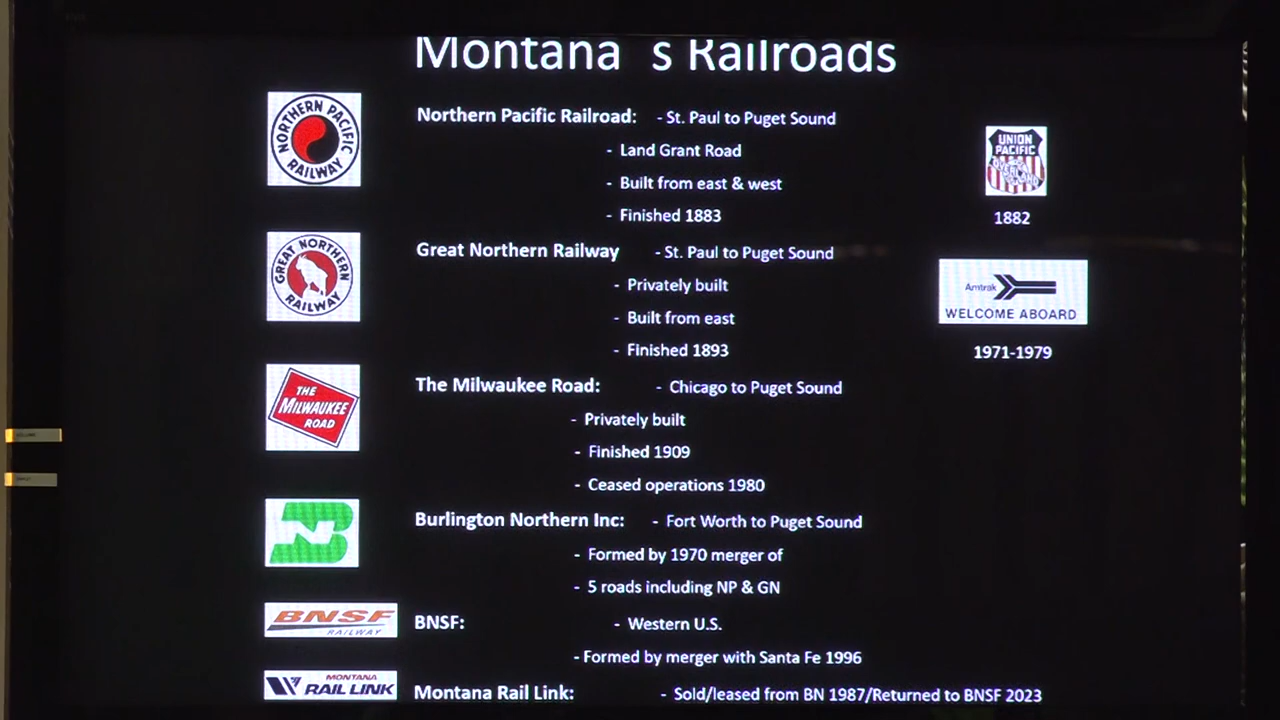 Montana s Railroads
NORTHERN PACIFIC
RAILWAY
Northern Pacific Railroad: - St. Paul to Puget Sound
- Land Grant Road
- Built from east & west
- Finished 1883
UNION
PACIFIC
OVERLAND
1882
GREAT NORTHERN
RAILWAY
Great Northern Railway - St. Paul to Puget Sound
- Privately built
- Built from east
- Finished 1893
Amtrak
WELCOME ABOARD
1971-1979
THE
MILWAUKEE
ROAD
The Milwaukee Road: - Chicago to Puget Sound
- Privately built
- Finished 1909
- Ceased operations 1980
BN
Burlington Northern Inc: - Fort Worth to Puget Sound
- Formed by 1970 merger of
- 5 roads including NP & GN
BNSF
RAILWAY
BNSF: - Western U.S.
- Formed by merger with Santa Fe 1996
MONTANA
RAIL LINK
Montana Rail Link: - Sold/leased from BN 1987/Returned to BNSF 2023